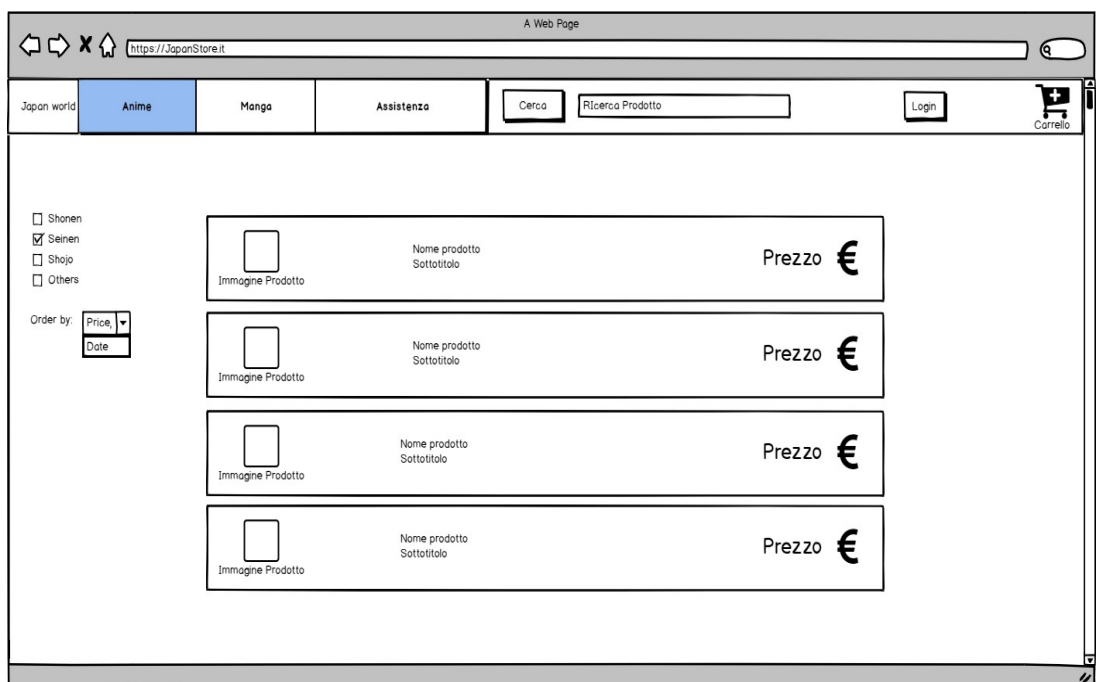 A Web Page
https://JapanStore.it
Japan world
Anime
Manga
Assistenza
Cerca
RIcerca Prodotto
Login
Carrello
Shonen
Seinen
Shojo
Others
Order by:
Price,
Date
Immagine Prodotto
Nome prodotto
Sottotitolo
Prezzo €
Immagine Prodotto
Nome prodotto
Sottotitolo
Prezzo €
Immagine Prodotto
Nome prodotto
Sottotitolo
Prezzo €
Immagine Prodotto
Nome prodotto
Sottotitolo
Prezzo €